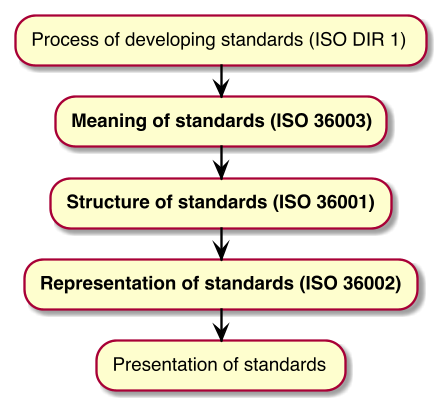 Process of developing standards (ISO DIR 1)
Meaning of standards (ISO 36003)
Structure of standards (ISO 36001)
Representation of standards (ISO 36002)
Presentation of standards